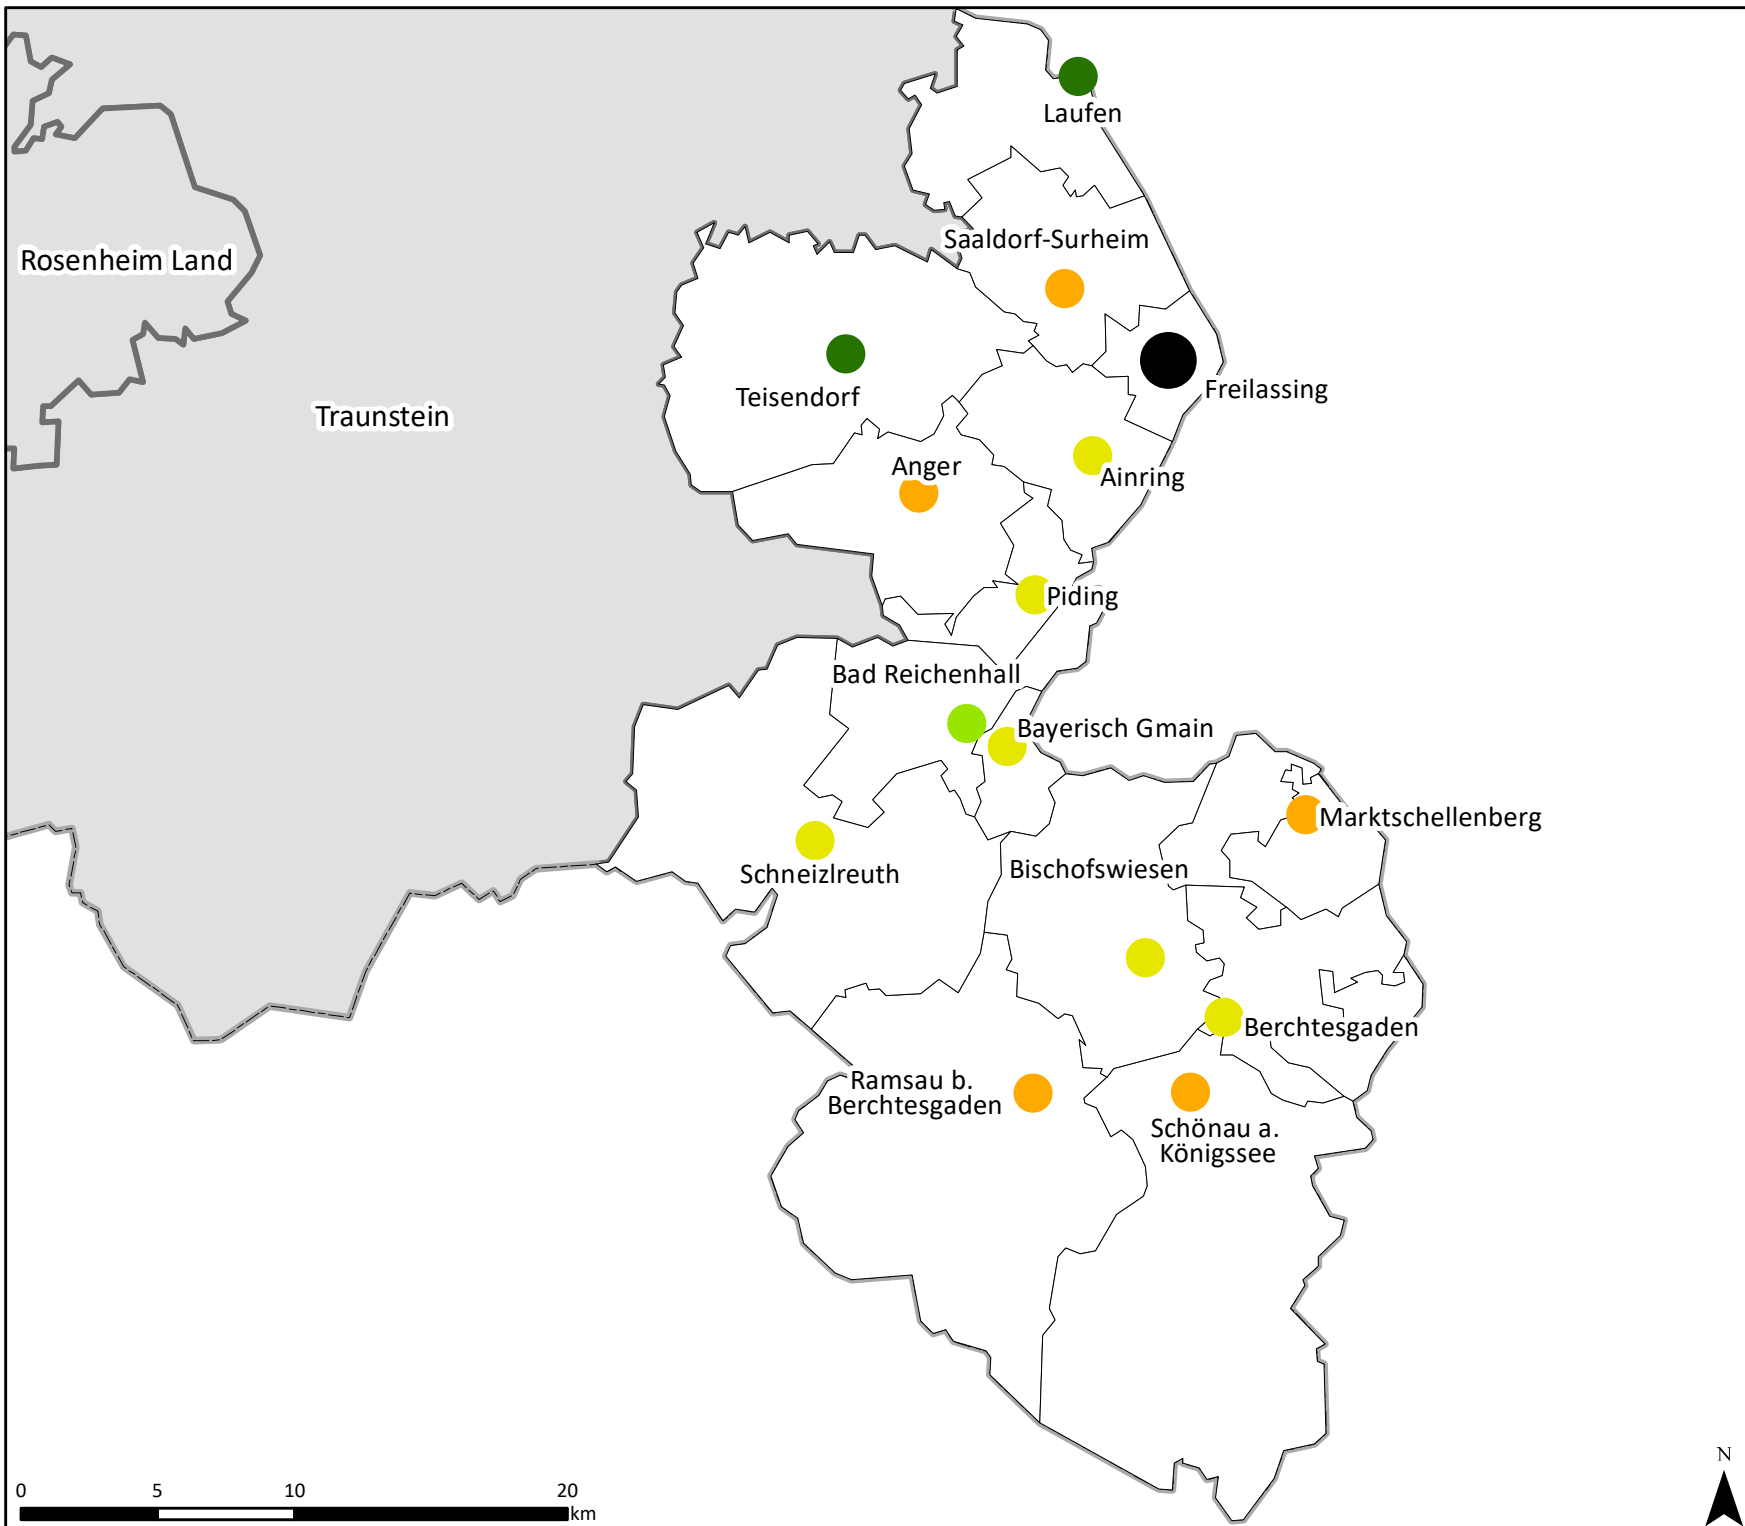 Laufen
Saaldorf-Surheim
Rosenheim Land
Freilassing
Teisendorf
Traunstein
Anger
Ainring
Piding
Bad Reichenhall
Bayerisch Gmain
Marktschellenberg
Bischofswiesen
Schneizlreuth
Berchtesgaden
Ramsau b.
Berchtesgaden
Schönau a.
Königssee
N
0 5 10 20
km